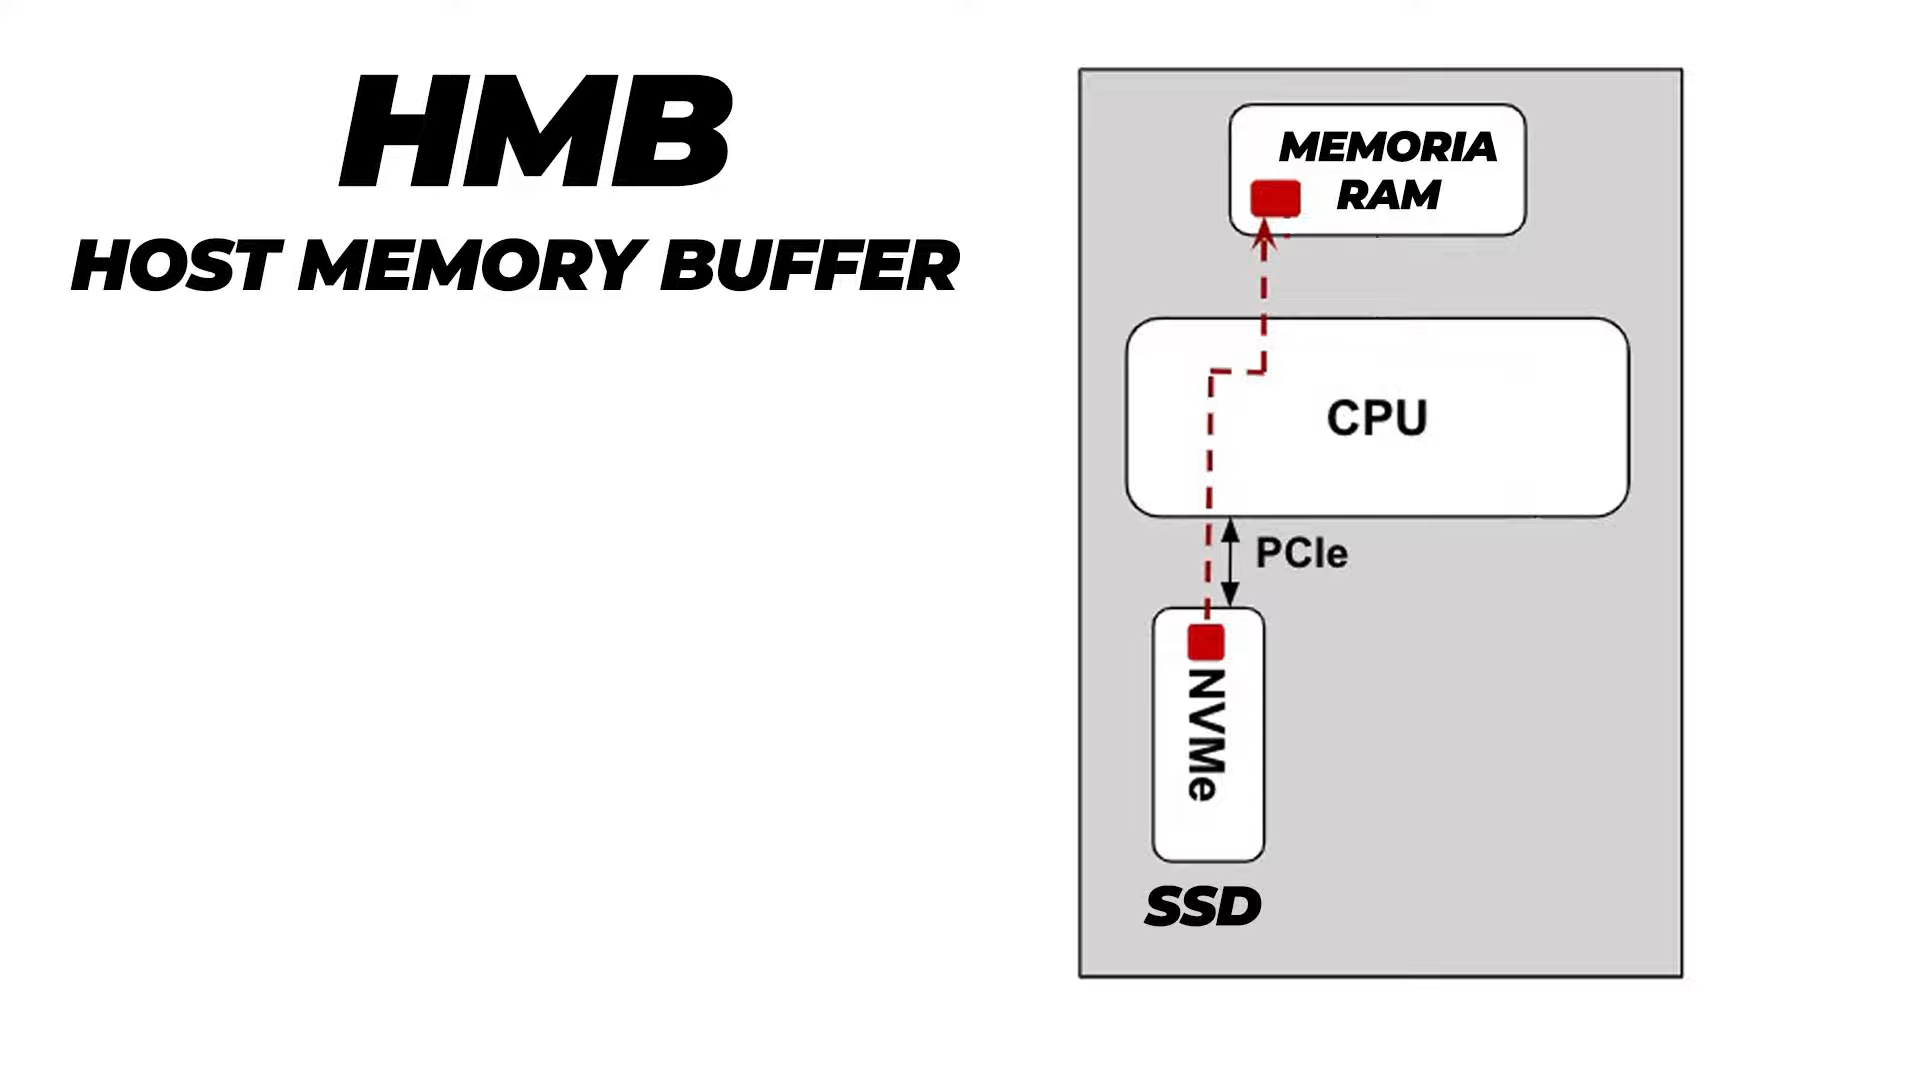 HMB
HOST MEMORY BUFFER
MEMORIA
RAM
CPU
PCIe
NVMe
SSD